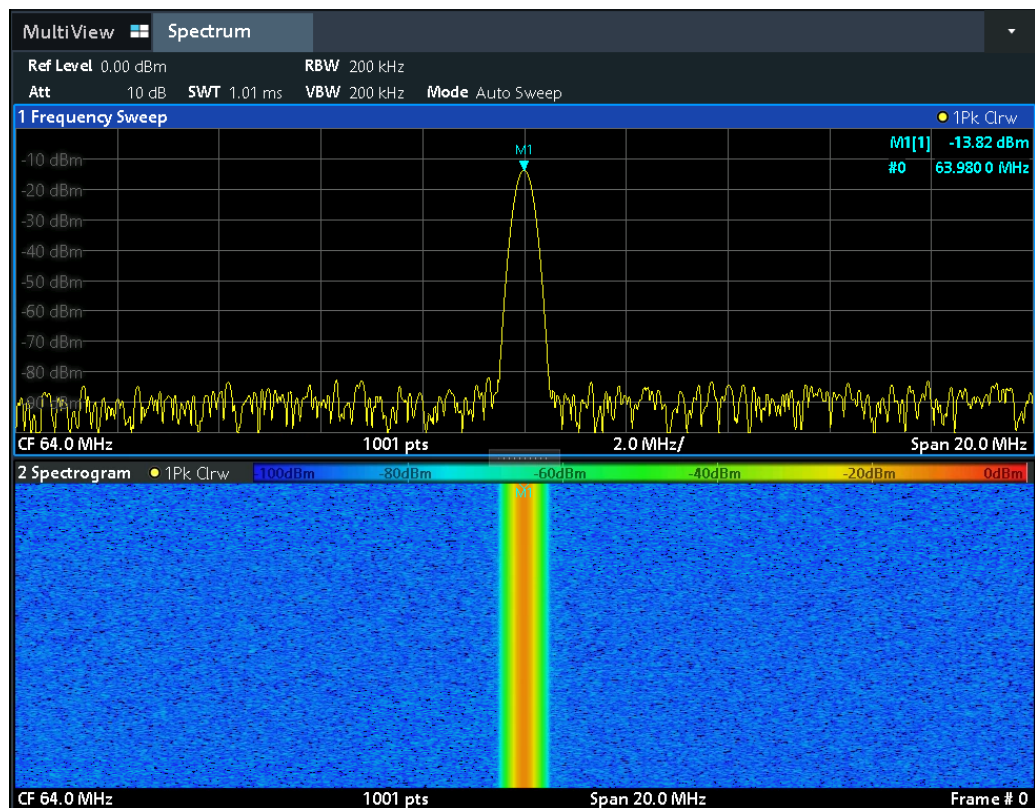 MultiView Spectrum
Ref Level 0.00 dBm RBW 200 kHz
Att 10 dB SWT 1.01 ms VBW 200 kHz Mode Auto Sweep
1 Frequency Sweep 1Pk Clrw
M1[1] -13.82 dBm
#0 63.980 0 MHz
M1
-10 dBm
-20 dBm
-30 dBm
-40 dBm
-50 dBm
-60 dBm
-70 dBm
-80 dBm
-90 dBm
CF 64.0 MHz 1001 pts 2.0 MHz/ Span 20.0 MHz
2 Spectrogram 1Pk Clrw -100dBm -80dBm -60dBm -40dBm -20dBm 0dBm
M1
CF 64.0 MHz 1001 pts Span 20.0 MHz Frame # 0